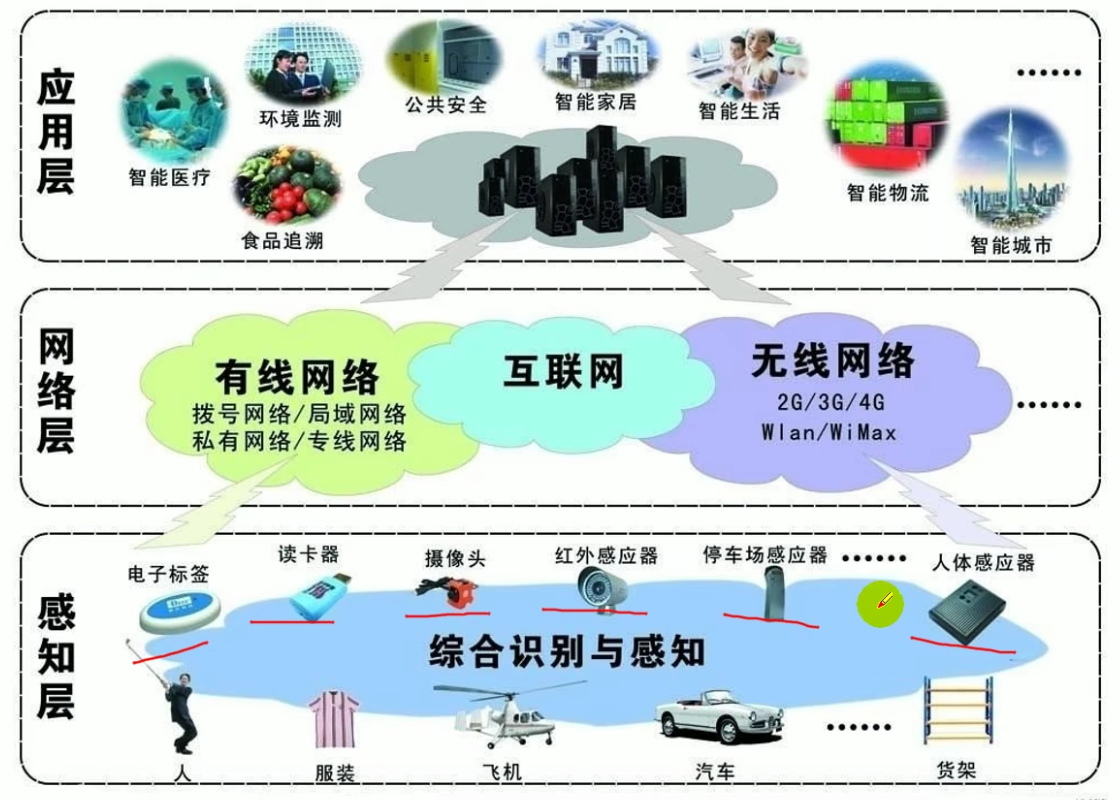 应用层
智能医疗
环境监测
食品追溯
公共安全
智能家居
智能生活
智能物流
智能城市
······
网络层
有线网络
拨号网络/局域网络
私有网络/专线网络
互联网
无线网络
2G/3G/4G
Wlan/WiMax
······
感知层
电子标签
读卡器
摄像头
红外感应器
停车场感应器
······
人体感应器
综合识别与感知
人
服装
飞机
汽车
······
货架